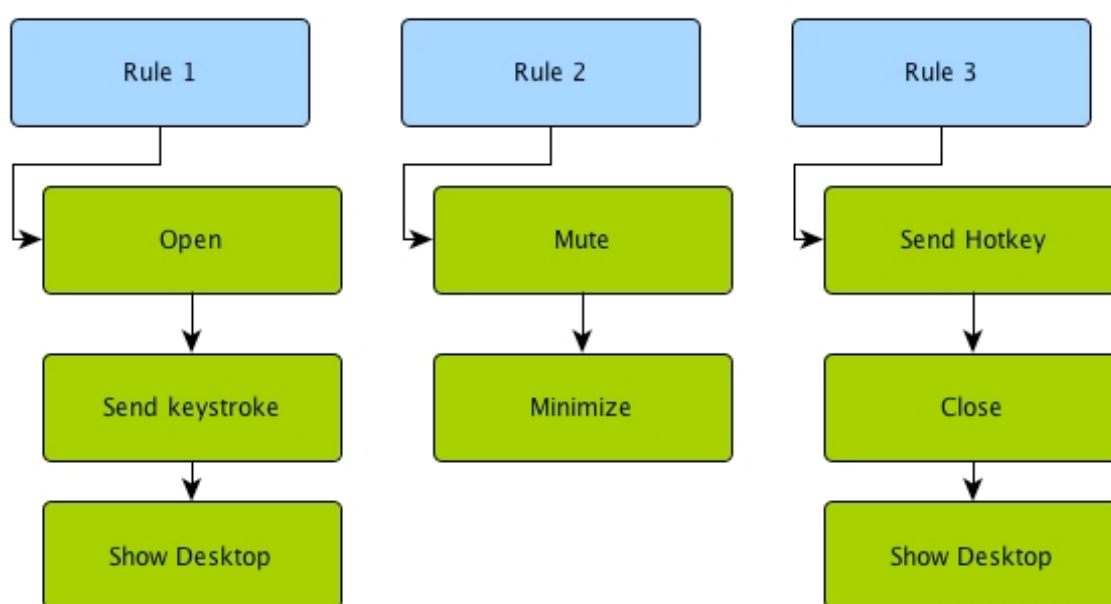 Rule 1
Rule 2
Rule 3
Open
Mute
Send Hotkey
Send keystroke
Minimize
Close
Show Desktop
Show Desktop